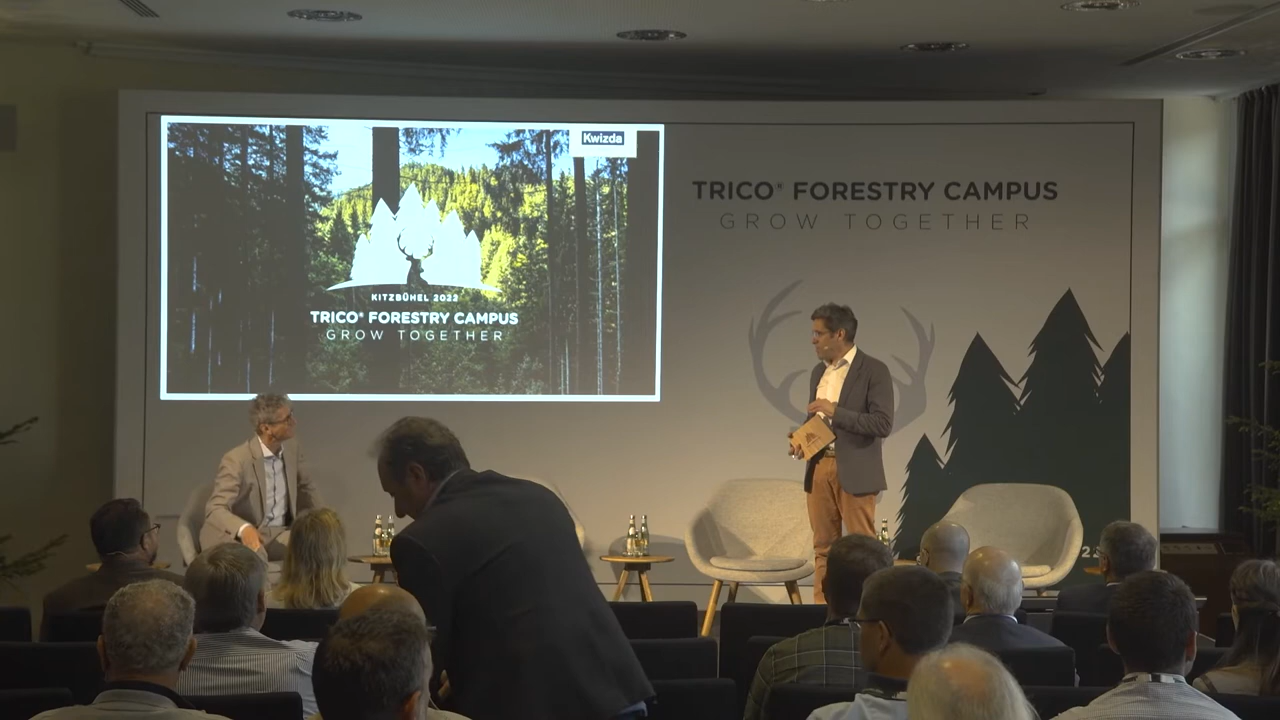 Kwizda
KITZBÜHEL 2022
TRICO® FORESTRY CAMPUS
GROW TOGETHER
TRICO® FORESTRY CAMPUS
GROW TOGETHER